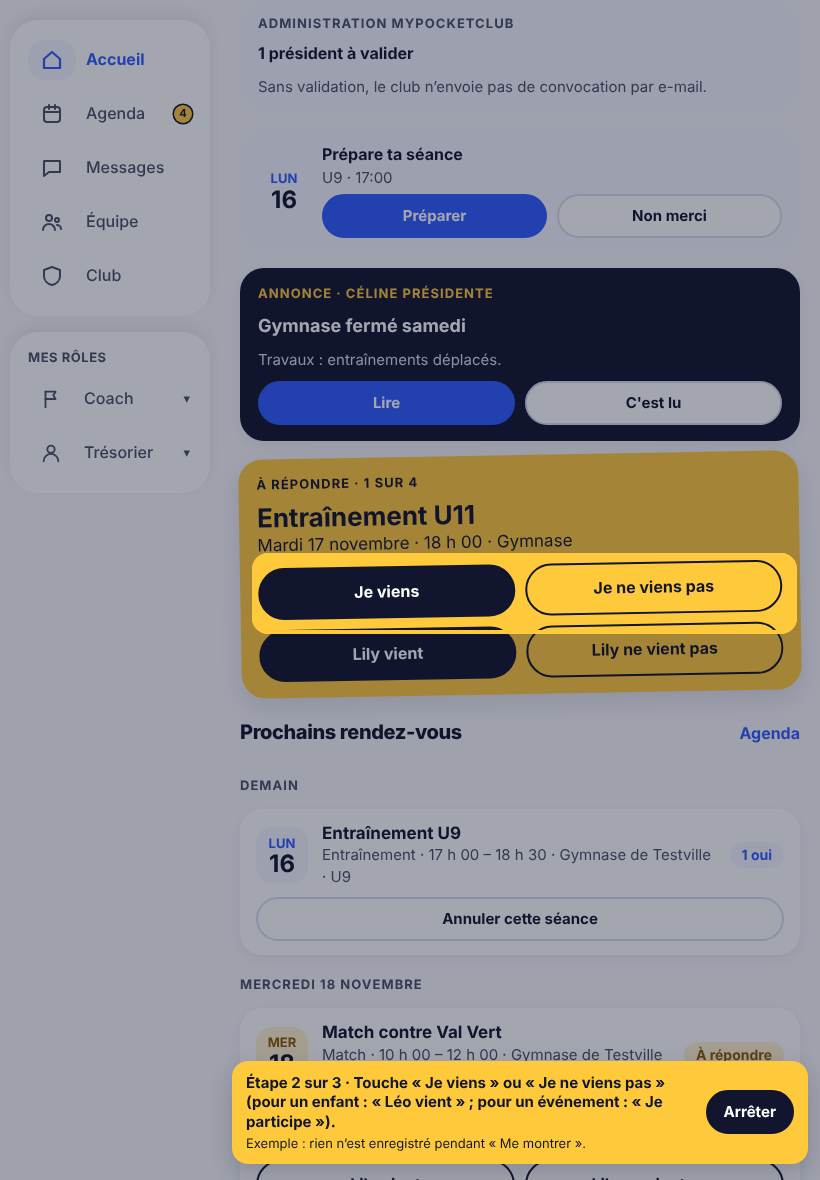 Accueil
Agenda
4
Messages
Équipe
Club
MES RÔLES
Coach
▾
Trésorier
▾
ADMINISTRATION MYPOCKETCLUB
1 président à valider
Sans validation, le club n’envoie pas de convocation par e-mail.
LUN
16
Prépare ta séance
U9 · 17:00
Préparer
Non merci
ANNONCE · CÉLINE PRÉSIDENTE
Gymnase fermé samedi
Travaux : entraînements déplacés.
Lire
C'est lu
À RÉPONDRE · 1 SUR 4
Entraînement U11
Mardi 17 novembre · 18 h 00 · Gymnase
Je viens
Je ne viens pas
Lily vient
Lily ne vient pas
Prochains rendez-vous
Agenda
DEMAIN
LUN
16
Entraînement U9
Entraînement · 17 h 00 – 18 h 30 · Gymnase de Testville
· U9
1 oui
Annuler cette séance
MERCREDI 18 NOVEMBRE
MER
18
Match contre Val Vert
Match · 10 h 00 – 12 h 00 · Gymnase de Testville
À répondre
Étape 2 sur 3 · Touche « Je viens » ou « Je ne viens pas »
(pour un enfant : « Léo vient » ; pour un événement : « Je
participe »).
Exemple : rien n’est enregistré pendant « Me montrer ».
Arrêter